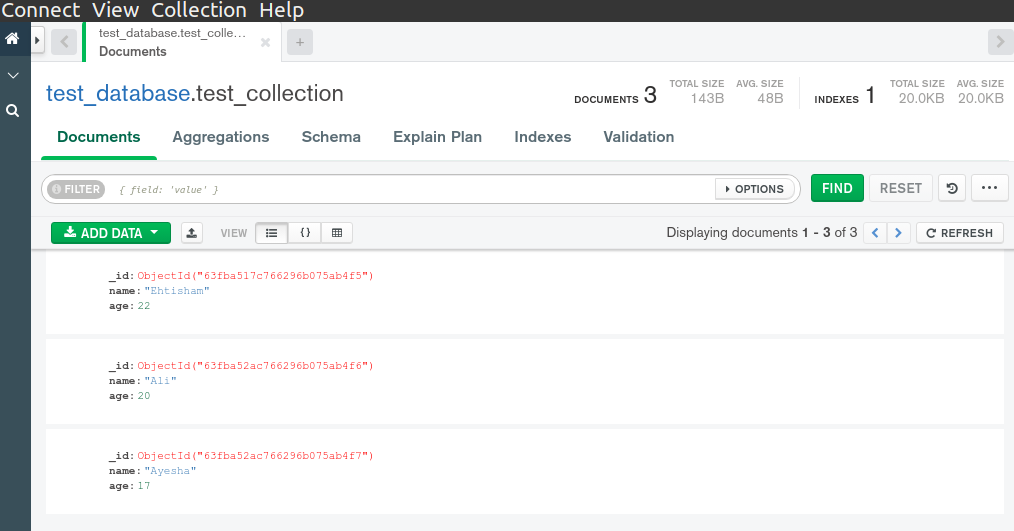 Connect View Collection Help
test_database.test_colle...
Documents
test_database.test_collection
DOCUMENTS 3
TOTAL SIZE 143B
AVG. SIZE 48B
INDEXES 1
TOTAL SIZE 20.0KB
AVG. SIZE 20.0KB
Documents Aggregations Schema Explain Plan Indexes Validation
FILTER { field: 'value' } OPTIONS FIND RESET
ADD DATA VIEW {} Displaying documents 1 - 3 of 3 REFRESH
_id: ObjectId("63fba517c766296b075ab4f5")
name: "Ehtisham"
age: 22
_id: ObjectId("63fba52ac766296b075ab4f6")
name: "Ali"
age: 20
_id: ObjectId("63fba52ac766296b075ab4f7")
name: "Ayesha"
age: 17